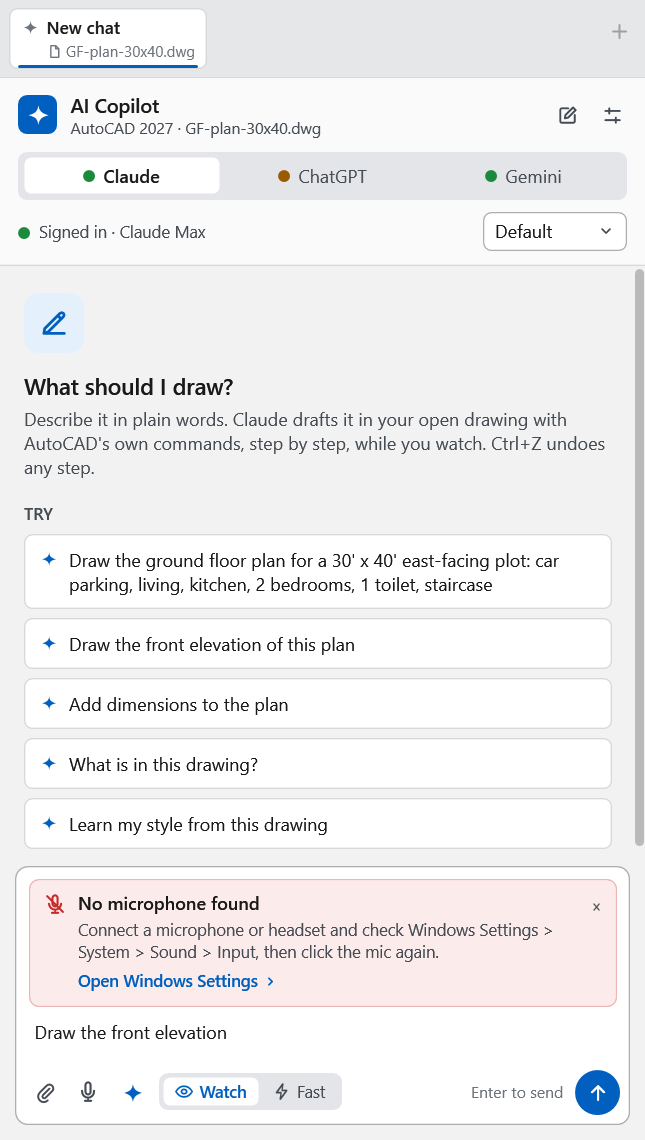 New chat
GF-plan-30x40.dwg
AI Copilot
AutoCAD 2027 · GF-plan-30x40.dwg
Claude
ChatGPT
Gemini
Signed in · Claude Max
Default
What should I draw?
Describe it in plain words. Claude drafts it in your open drawing with
AutoCAD's own commands, step by step, while you watch. Ctrl+Z undoes
any step.
TRY
Draw the ground floor plan for a 30' x 40' east-facing plot: car
parking, living, kitchen, 2 bedrooms, 1 toilet, staircase
Draw the front elevation of this plan
Add dimensions to the plan
What is in this drawing?
Learn my style from this drawing
No microphone found
Connect a microphone or headset and check Windows Settings >
System > Sound > Input, then click the mic again.
Open Windows Settings
Draw the front elevation
Watch
Fast
Enter to send